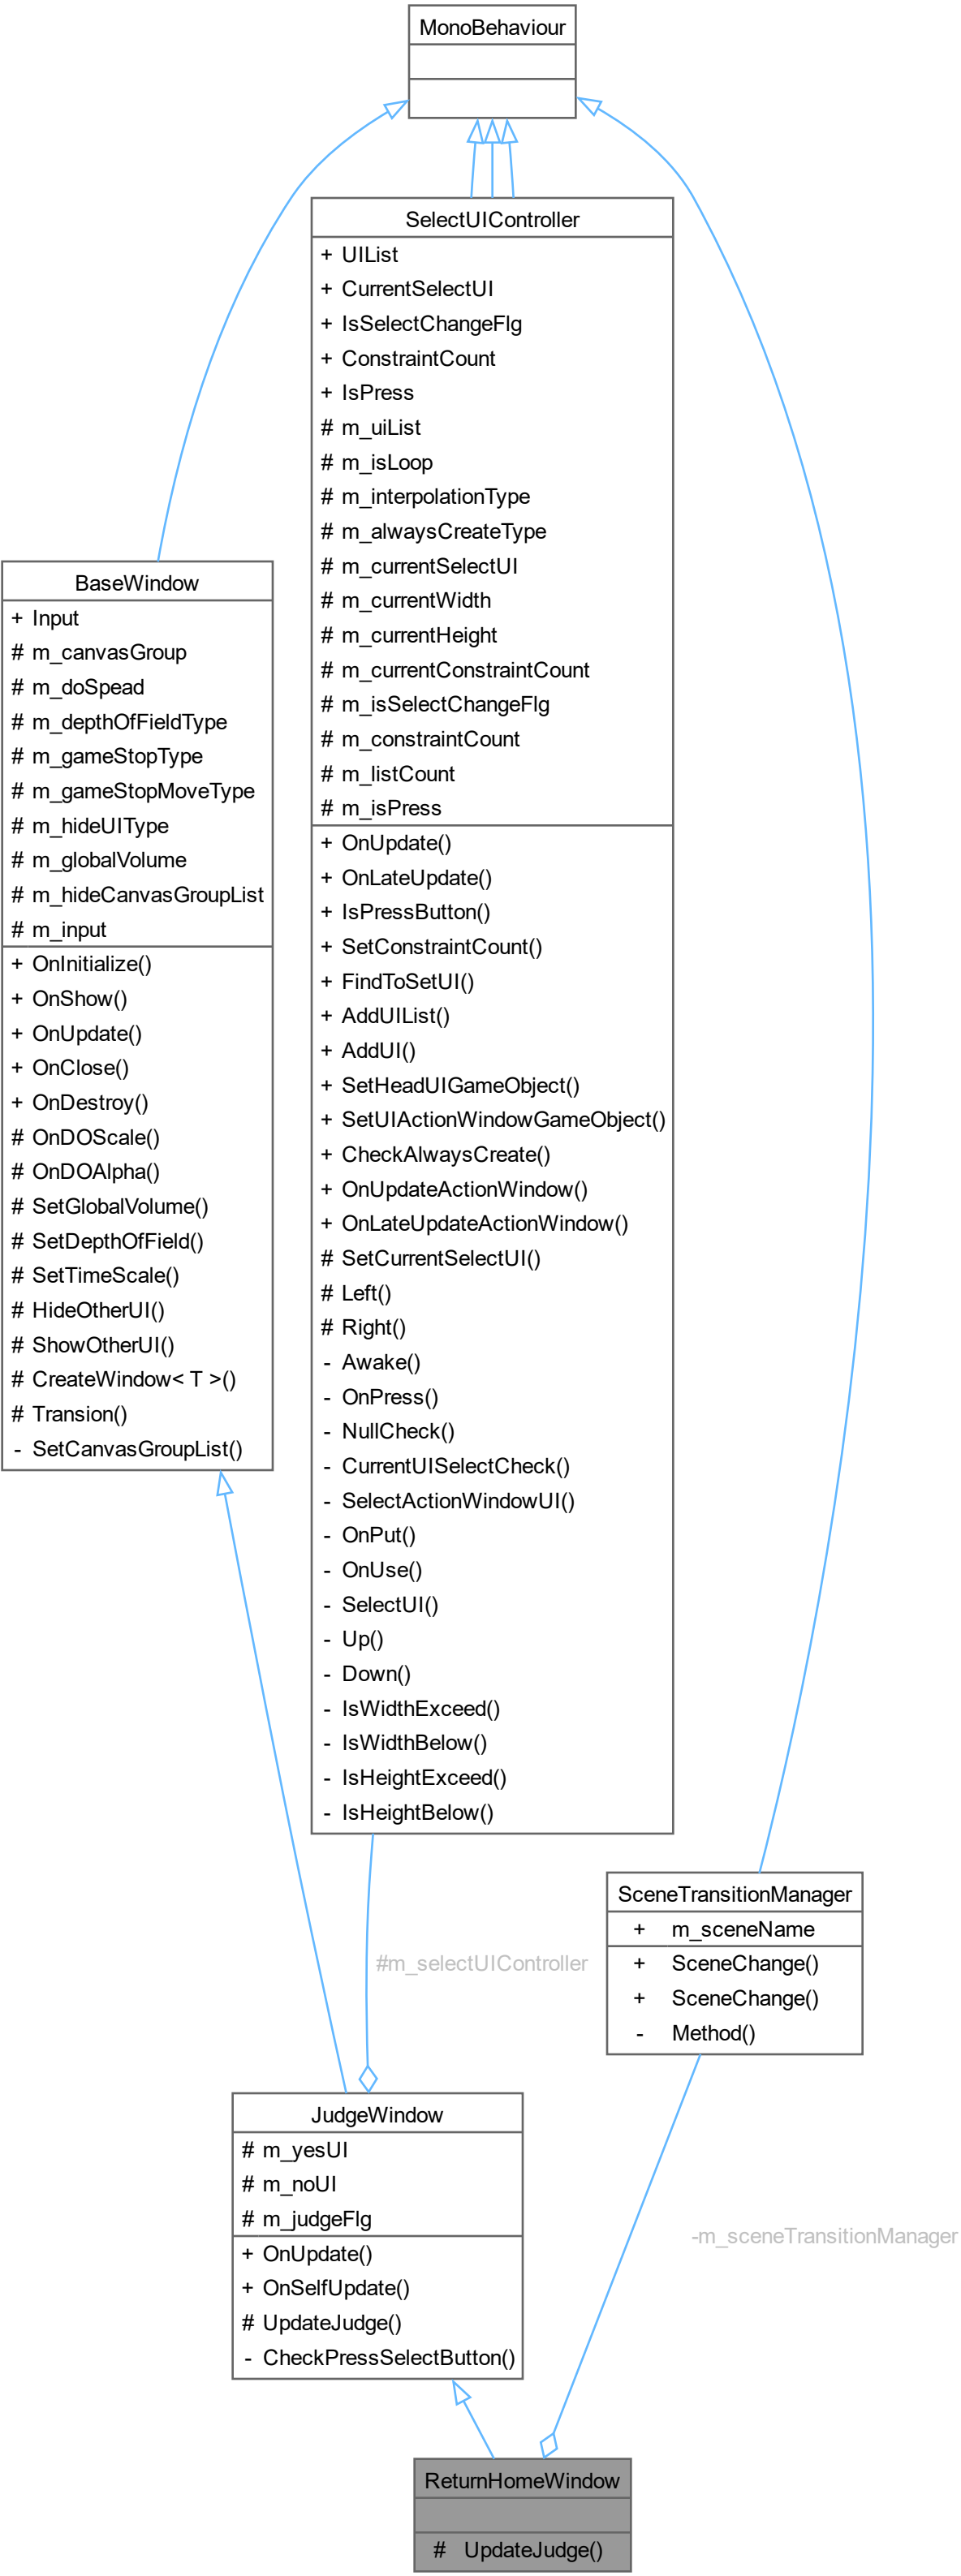 MonoBehaviour
SelectUIController
+ UIList
+ CurrentSelectUI
+ IsSelectChangeFlg
+ ConstraintCount
+ IsPress
# m_uiList
# m_isLoop
# m_interpolationType
# m_alwaysCreateType
# m_currentSelectUI
# m_currentWidth
# m_currentHeight
# m_currentConstraintCount
# m_isSelectChangeFlg
# m_constraintCount
# m_listCount
# m_isPress
+ OnUpdate()
+ OnLateUpdate()
+ IsPressButton()
+ SetConstraintCount()
+ FindToSetUI()
+ AddUIList()
+ AddUI()
+ SetHeadUIGameObject()
+ SetUIActionWindowGameObject()
+ CheckAlwaysCreate()
+ OnUpdateActionWindow()
+ OnLateUpdateActionWindow()
# SetCurrentSelectUI()
# Left()
# Right()
- Awake()
- OnPress()
- NullCheck()
- CurrentUISelectCheck()
- SelectActionWindowUI()
- OnPut()
- OnUse()
- SelectUI()
- Up()
- Down()
- IsWidthExceed()
- IsWidthBelow()
- IsHeightExceed()
- IsHeightBelow()
BaseWindow
+ Input
# m_canvasGroup
# m_doSpead
# m_depthOfFieldType
# m_gameStopType
# m_gameStopMoveType
# m_hideUIType
# m_globalVolume
# m_hideCanvasGroupList
# m_input
+ OnInitialize()
+ OnShow()
+ OnUpdate()
+ OnClose()
+ OnDestroy()
# OnDOScale()
# OnDOAlpha()
# SetGlobalVolume()
# SetDepthOfField()
# SetTimeScale()
# HideOtherUI()
# ShowOtherUI()
# CreateWindow< T >()
# Transion()
- SetCanvasGroupList()
SceneTransitionManager
+ m_sceneName
+ SceneChange()
+ SceneChange()
- Method()
#m_selectUIController
JudgeWindow
# m_yesUI
# m_noUI
# m_judgeFlg
+ OnUpdate()
+ OnSelfUpdate()
# UpdateJudge()
- CheckPressSelectButton()
-m_sceneTransitionManager
ReturnHomeWindow
# UpdateJudge()